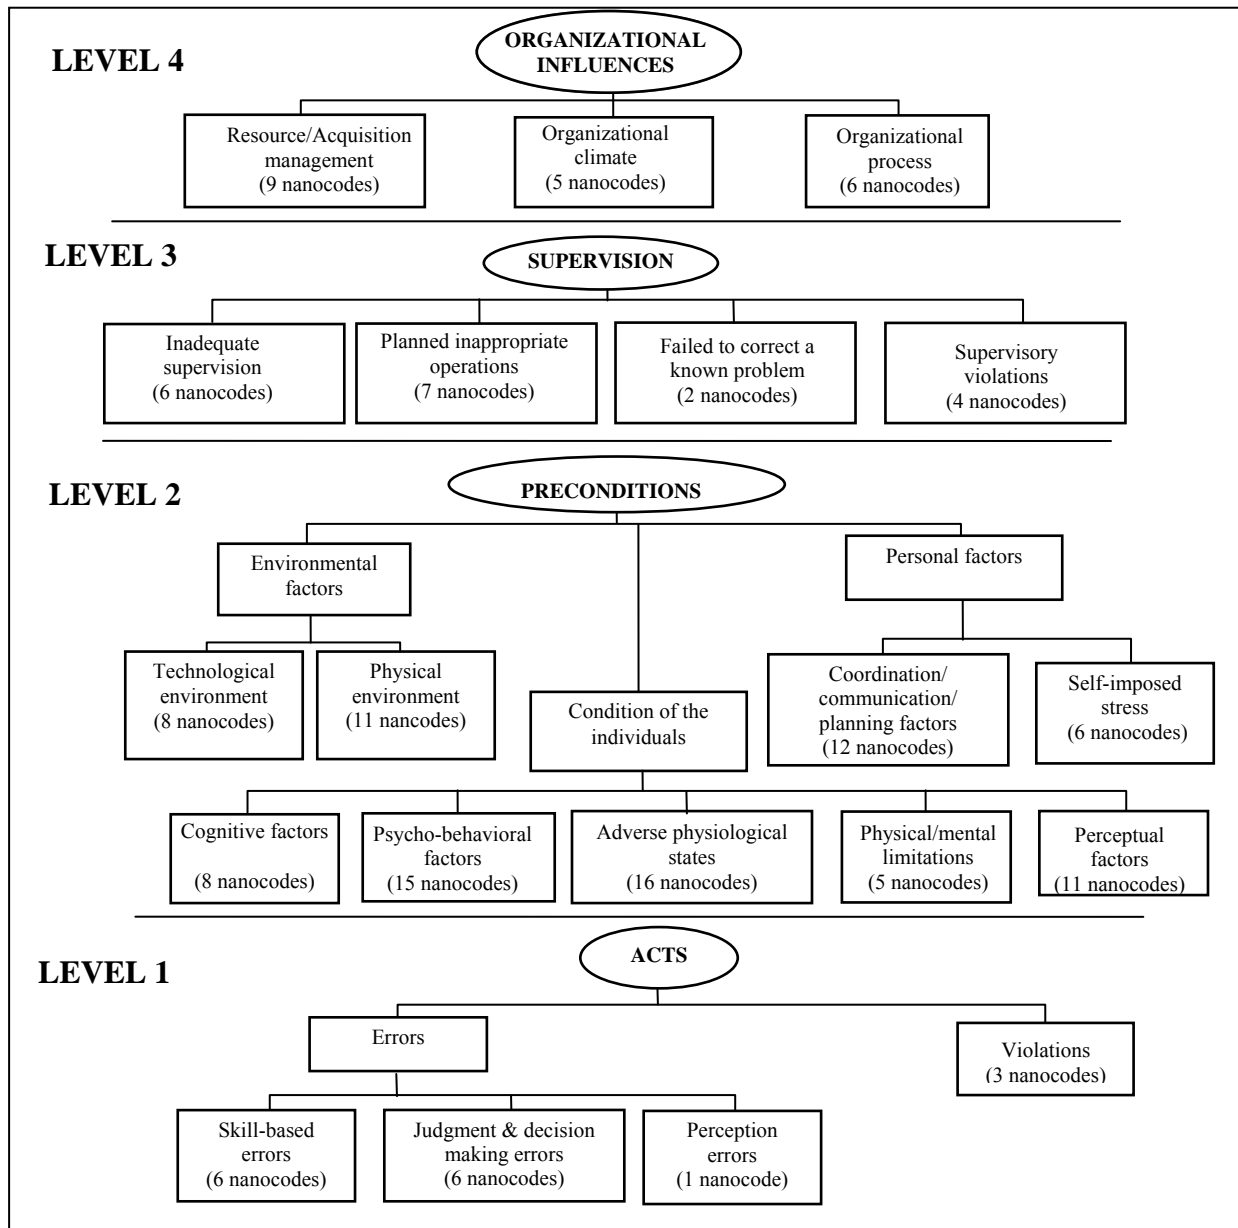 LEVEL 4
ORGANIZATIONAL
INFLUENCES
Resource/Acquisition
management
(9 nanocodes)
Organizational
climate
(5 nanocodes)
Organizational
process
(6 nanocodes)
LEVEL 3
SUPERVISION
Inadequate
supervision
(6 nanocodes)
Planned inappropriate
operations
(7 nanocodes)
Failed to correct a
known problem
(2 nanocodes)
Supervisory
violations
(4 nanocodes)
LEVEL 2
PRECONDITIONS
Environmental
factors
Personal factors
Technological
environment
(8 nanocodes)
Physical
environment
(11 nancodes)
Condition of the
individuals
Coordination/
communication/
planning factors
(12 nanocodes)
Self-imposed
stress
(6 nanocodes)
Cognitive factors
(8 nanocodes)
Psycho-behavioral
factors
(15 nanocodes)
Adverse physiological
states
(16 nanocodes)
Physical/mental
limitations
(5 nanocodes)
Perceptual
factors
(11 nanocodes)
LEVEL 1
ACTS
Errors
Violations
(3 nanocodes)
Skill-based
errors
(6 nanocodes)
Judgment & decision
making errors
(6 nanocodes)
Perception
errors
(1 nanocode)